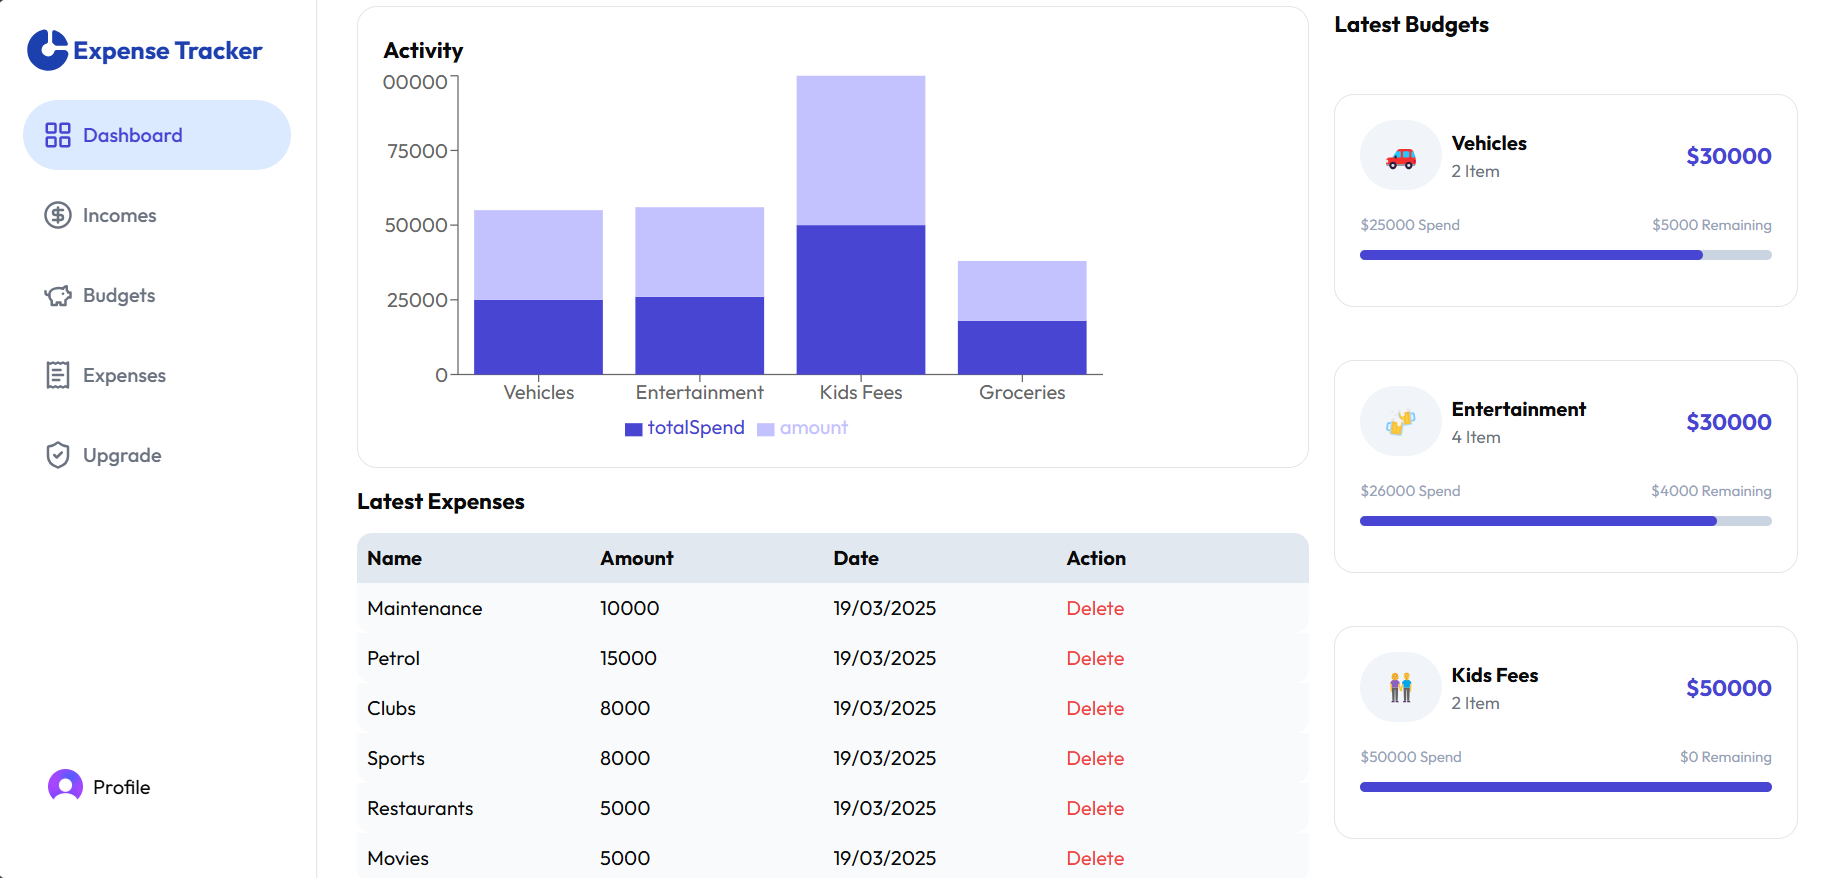 Expense Tracker
Dashboard
Incomes
Budgets
Expenses
Upgrade
Profile
Activity
00000
75000
50000
25000
0
Vehicles Entertainment Kids Fees Groceries
totalSpend amount
Latest Expenses
Name Amount Date Action
Maintenance 10000 19/03/2025 Delete
Petrol 15000 19/03/2025 Delete
Clubs 8000 19/03/2025 Delete
Sports 8000 19/03/2025 Delete
Restaurants 5000 19/03/2025 Delete
Movies 5000 19/03/2025 Delete
Latest Budgets
Vehicles
2 Item
$30000
$25000 Spend $5000 Remaining
Entertainment
4 Item
$30000
$26000 Spend $4000 Remaining
Kids Fees
2 Item
$50000
$50000 Spend $0 Remaining